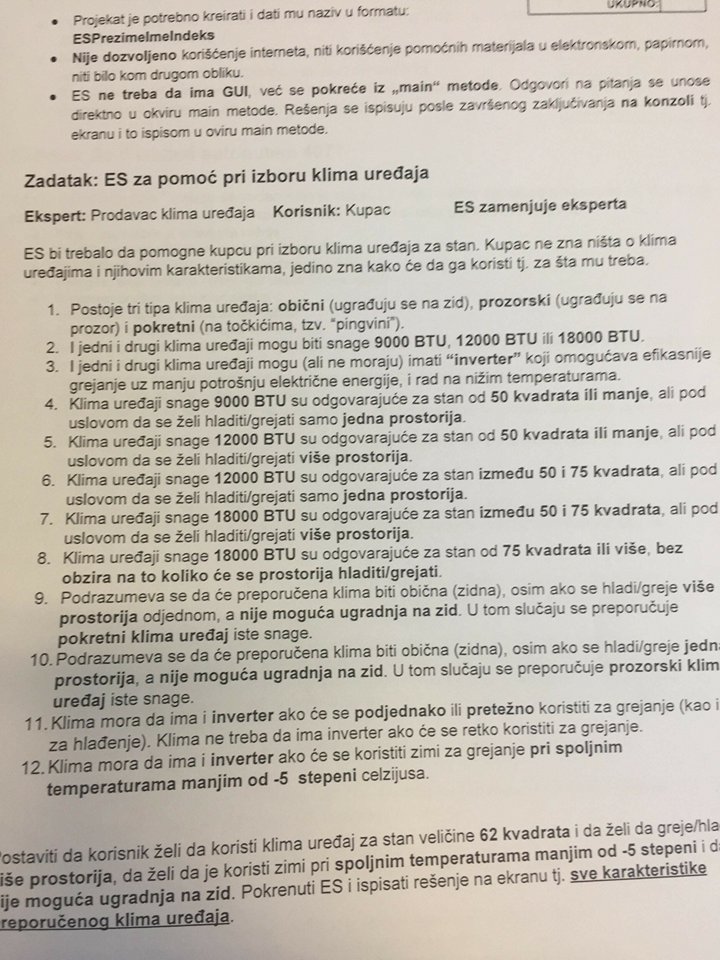 UKUPNO:
• Projekat je potrebno kreirati i dati mu naziv u formatu:
ESPrezimeImeIndeks
• Nije dozvoljeno korišćenje interneta, niti korišćenje pomoćnih materijala u elektronskom, papirnom,
niti bilo kom drugom obliku.
• ES ne treba da ima GUI, već se pokreće iz „main“ metode. Odgovori na pitanja se unose
direktno u okviru main metode. Rešenja se ispisuju posle završenog zaključivanja na konzoli tj.
ekranu i to ispisom u oviru main metode.
Zadatak: ES za pomoć pri izboru klima uređaja
Ekspert: Prodavac klima uređaja Korisnik: Kupac ES zamenjuje eksperta
ES bi trebalo da pomogne kupcu pri izboru klima uređaja za stan. Kupac ne zna ništa o klima
uređajima i njihovim karakteristikama, jedino zna kako će da ga koristi tj. za šta mu treba.
1. Postoje tri tipa klima uređaja: obični (ugrađuju se na zid), prozorski (ugrađuju se na
prozor) i pokretni (na točkićima, tzv. “pingvini”).
2. I jedni i drugi klima uređaji mogu biti snage 9000 BTU, 12000 BTU ili 18000 BTU.
3. I jedni i drugi klima uređaji mogu (ali ne moraju) imati “inverter” koji omogućava efikasnije
grejanje uz manju potrošnju električne energije, i rad na nižim temperaturama.
4. Klima uređaji snage 9000 BTU su odgovarajuće za stan od 50 kvadrata ili manje, ali pod
uslovom da se želi hladiti/grejati samo jedna prostorija.
5. Klima uređaji snage 12000 BTU su odgovarajuće za stan od 50 kvadrata ili manje, ali pod
uslovom da se želi hladiti/grejati više prostorija.
6. Klima uređaji snage 12000 BTU su odgovarajuće za stan između 50 i 75 kvadrata, ali pod
uslovom da se želi hladiti/grejati samo jedna prostorija.
7. Klima uređaji snage 18000 BTU su odgovarajuće za stan između 50 i 75 kvadrata, ali pod
uslovom da se želi hladiti/grejati više prostorija.
8. Klima uređaji snage 18000 BTU su odgovarajuće za stan od 75 kvadrata ili više, bez
obzira na to koliko će se prostorija hladiti/grejati.
9. Podrazumeva se da će preporučena klima biti obična (zidna), osim ako se hladi/greje više
prostorija odjednom, a nije moguća ugradnja na zid. U tom slučaju se preporučuje
pokretni klima uređaj iste snage.
10. Podrazumeva se da će preporučena klima biti obična (zidna), osim ako se hladi/greje jedna
prostorija, a nije moguća ugradnja na zid. U tom slučaju se preporučuje prozorski klim
uređaj iste snage.
11. Klima mora da ima i inverter ako će se podjednako ili pretežno koristiti za grejanje (kao i
za hlađenje). Klima ne treba da ima inverter ako će se retko koristiti za grejanje.
12. Klima mora da ima i inverter ako će se koristiti zimi za grejanje pri spoljnim
temperaturama manjim od -5 stepeni celzijusa.
ostaviti da korisnik želi da koristi klima uređaj za stan veličine 62 kvadrata i da želi da greje/hlad
iše prostorija, da želi da je koristi zimi pri spoljnim temperaturama manjim od -5 stepeni i da
ije moguća ugradnja na zid. Pokrenuti ES i ispisati rešenje na ekranu tj. sve karakteristike
reporučenog klima uređaja.